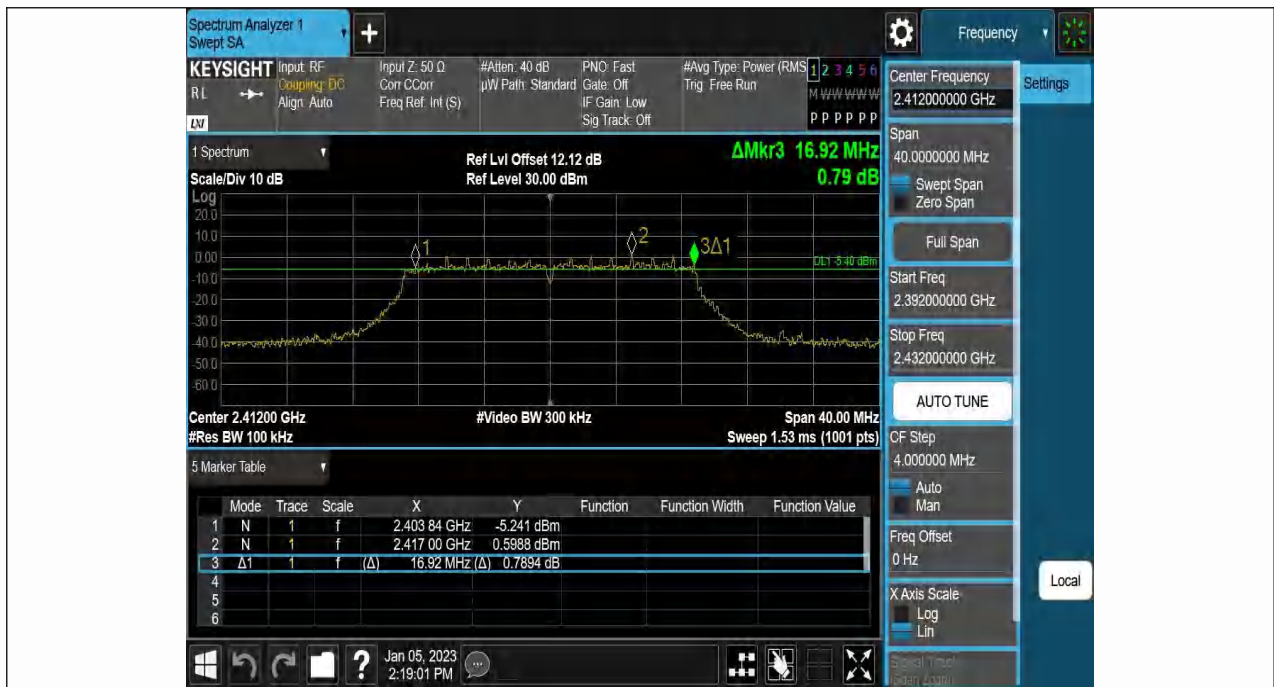 Spectrum Analyzer 1
Swept SA
+
Frequency
KEYSIGHT
RL
LXI
Input: RF
Coupling: DC
Align: Auto
Input Z: 50 Ω
Corr CCorr
Freq Ref: Int (S)
#Atten: 40 dB
µW Path: Standard
PNO: Fast
Gate: Off
IF Gain: Low
Sig Track: Off
#Avg Type: Power (RMS
Trig: Free Run
1 2 3 4 5 6
M W W W W W
P P P P P P
Center Frequency
2.412000000 GHz
Settings
Span
40.0000000 MHz
Swept Span
Zero Span
Full Span
Start Freq
2.392000000 GHz
Stop Freq
2.432000000 GHz
AUTO TUNE
CF Step
4.000000 MHz
Auto
Man
Freq Offset
0 Hz
X Axis Scale
Log
Lin
Signal Track
(Span Zoom)
Local
1 Spectrum
Scale/Div 10 dB
Ref Lvl Offset 12.12 dB
Ref Level 30.00 dBm
ΔMkr3 16.92 MHz
0.79 dB
Log
20.0
10.0
0.00
-10.0
-20.0
-30.0
-40.0
-50.0
-60.0
1
2
3Δ1
DL1 -5.40 dBm
Center 2.41200 GHz
#Video BW 300 kHz
Span 40.00 MHz
#Res BW 100 kHz
Sweep 1.53 ms (1001 pts)
5 Marker Table
Mode Trace Scale X Y Function Function Width Function Value
1 N 1 f 2.403 84 GHz -5.241 dBm
2 N 1 f 2.417 00 GHz 0.5988 dBm
3 Δ1 1 f (Δ) 16.92 MHz (Δ) 0.7894 dB
4
5
6
?
Jan 05, 2023
2:19:01 PM